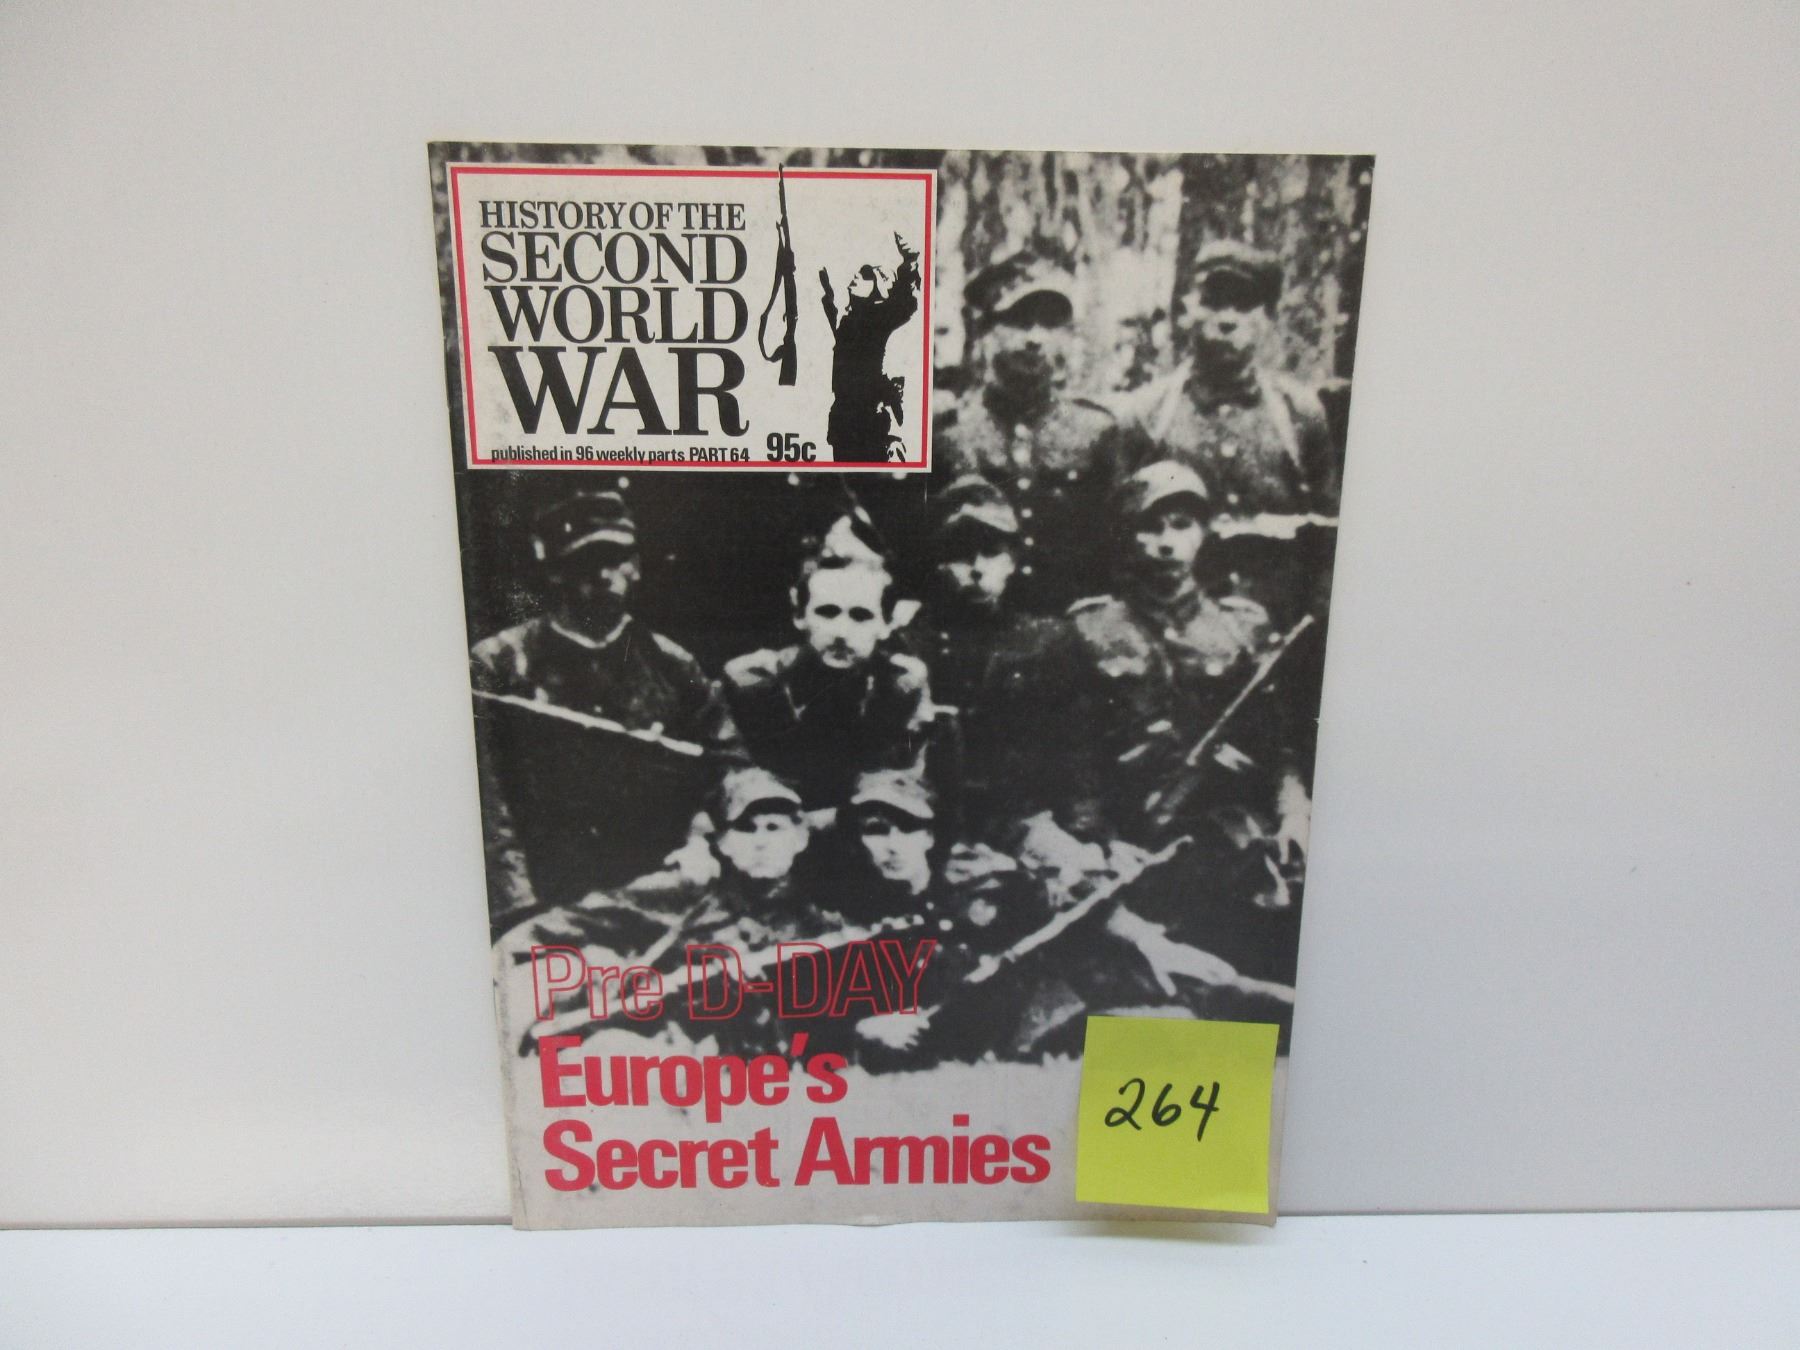 HISTORY OF THE
SECOND
WORLD
WAR
published in 96 weekly parts PART 64 95c
Pre D-DAY
Europe's
Secret Armies
264